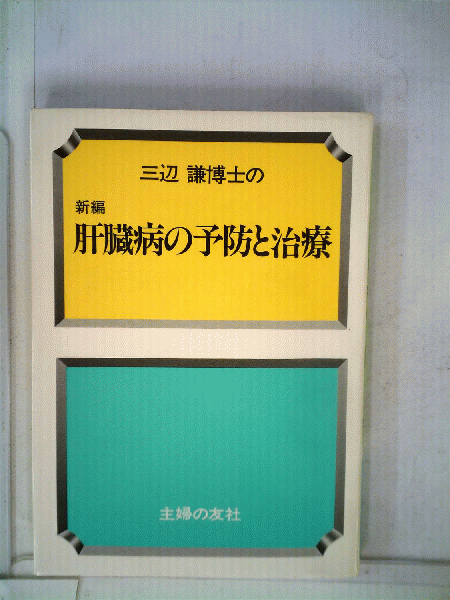 三辺 謙博士の
新編
肝臓病の予防と治療
主婦の友社